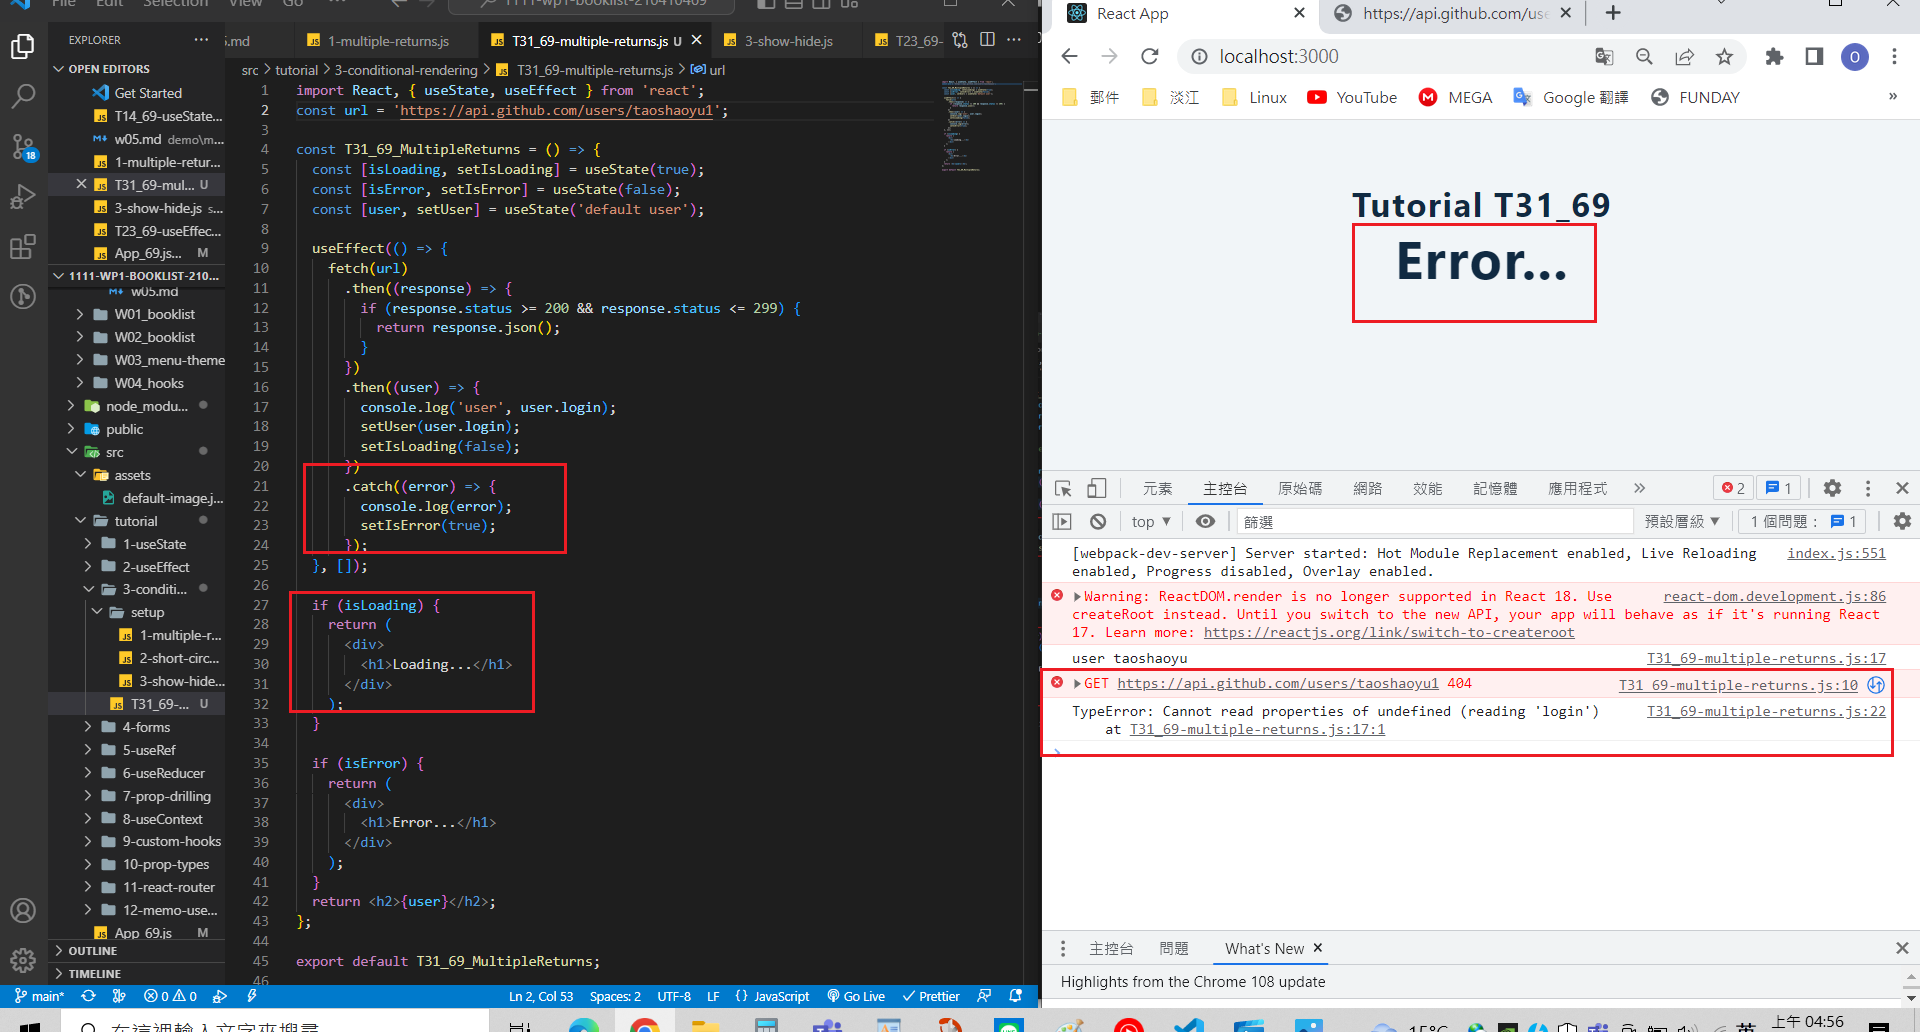 File Edit Selection View Go ··· 1111-wp1-booklist-210410409
EXPLORER ···
OPEN EDITORS
Get Started
T14_69-useState...
w05.md demo\m...
1-multiple-retur...
T31_69-mul... U
3-show-hide.js s...
T23_69-useEffec...
App_69.js... M
1111-WP1-BOOKLIST-210...
w05.md
W01_booklist
W02_booklist
W03_menu-theme
W04_hooks
node_modu...
public
src
assets
default-image.j...
tutorial
1-useState
2-useEffect
3-conditi...
setup
1-multiple-r...
2-short-circ...
3-show-hide...
T31_69-... U
4-forms
5-useRef
6-useReducer
7-prop-drilling
8-useContext
9-custom-hooks
10-prop-types
11-react-router
12-memo-use...
App_69.js M
OUTLINE
TIMELINE
5.md 1-multiple-returns.js T31_69-multiple-returns.js U 3-show-hide.js T23_69-
src > tutorial > 3-conditional-rendering > T31_69-multiple-returns.js > url
1 import React, { useState, useEffect } from 'react';
2 const url = 'https://api.github.com/users/taoshaoyu1';
3
4 const T31_69_MultipleReturns = () => {
5 const [isLoading, setIsLoading] = useState(true);
6 const [isError, setIsError] = useState(false);
7 const [user, setUser] = useState('default user');
8
9 useEffect(() => {
10 fetch(url)
11 .then((response) => {
12 if (response.status >= 200 && response.status <= 299) {
13 return response.json();
14 }
15 })
16 .then((user) => {
17 console.log('user', user.login);
18 setUser(user.login);
19 setIsLoading(false);
20 })
21 .catch((error) => {
22 console.log(error);
23 setIsError(true);
24 });
25 }, []);
26
27 if (isLoading) {
28 return (
29 <div>
30 <h1>Loading...</h1>
31 </div>
32 );
33 }
34
35 if (isError) {
36 return (
37 <div>
38 <h1>Error...</h1>
39 </div>
40 );
41 }
42 return <h2>{user}</h2>;
43 };
44
45 export default T31_69_MultipleReturns;
46
18
main* 0 0 Ln 2, Col 53 Spaces: 2 UTF-8 LF {} JavaScript Go Live Prettier
React App https://api.github.com/use
localhost:3000 O
郵件 淡江 Linux YouTube MEGA Google 翻譯 FUNDAY »
Tutorial T31_69
Error...
元素 主控台 原始碼 網路 效能 記憶體 應用程式 » 2 1
top 篩選 預設層級 1 個問題： 1
[webpack-dev-server] Server started: Hot Module Replacement enabled, Live Reloading index.js:551
enabled, Progress disabled, Overlay enabled.
Warning: ReactDOM.render is no longer supported in React 18. Use react-dom.development.js:86
createRoot instead. Until you switch to the new API, your app will behave as if it's running React
17. Learn more: https://reactjs.org/link/switch-to-createroot
user taoshaoyu T31_69-multiple-returns.js:17
GET https://api.github.com/users/taoshaoyu1 404 T31_69-multiple-returns.js:10
TypeError: Cannot read properties of undefined (reading 'login') T31_69-multiple-returns.js:22
at T31_69-multiple-returns.js:17:1
主控台 問題 What's New
Highlights from the Chrome 108 update
在這裡輸入文字來搜尋 15°C 英 上午 04:56